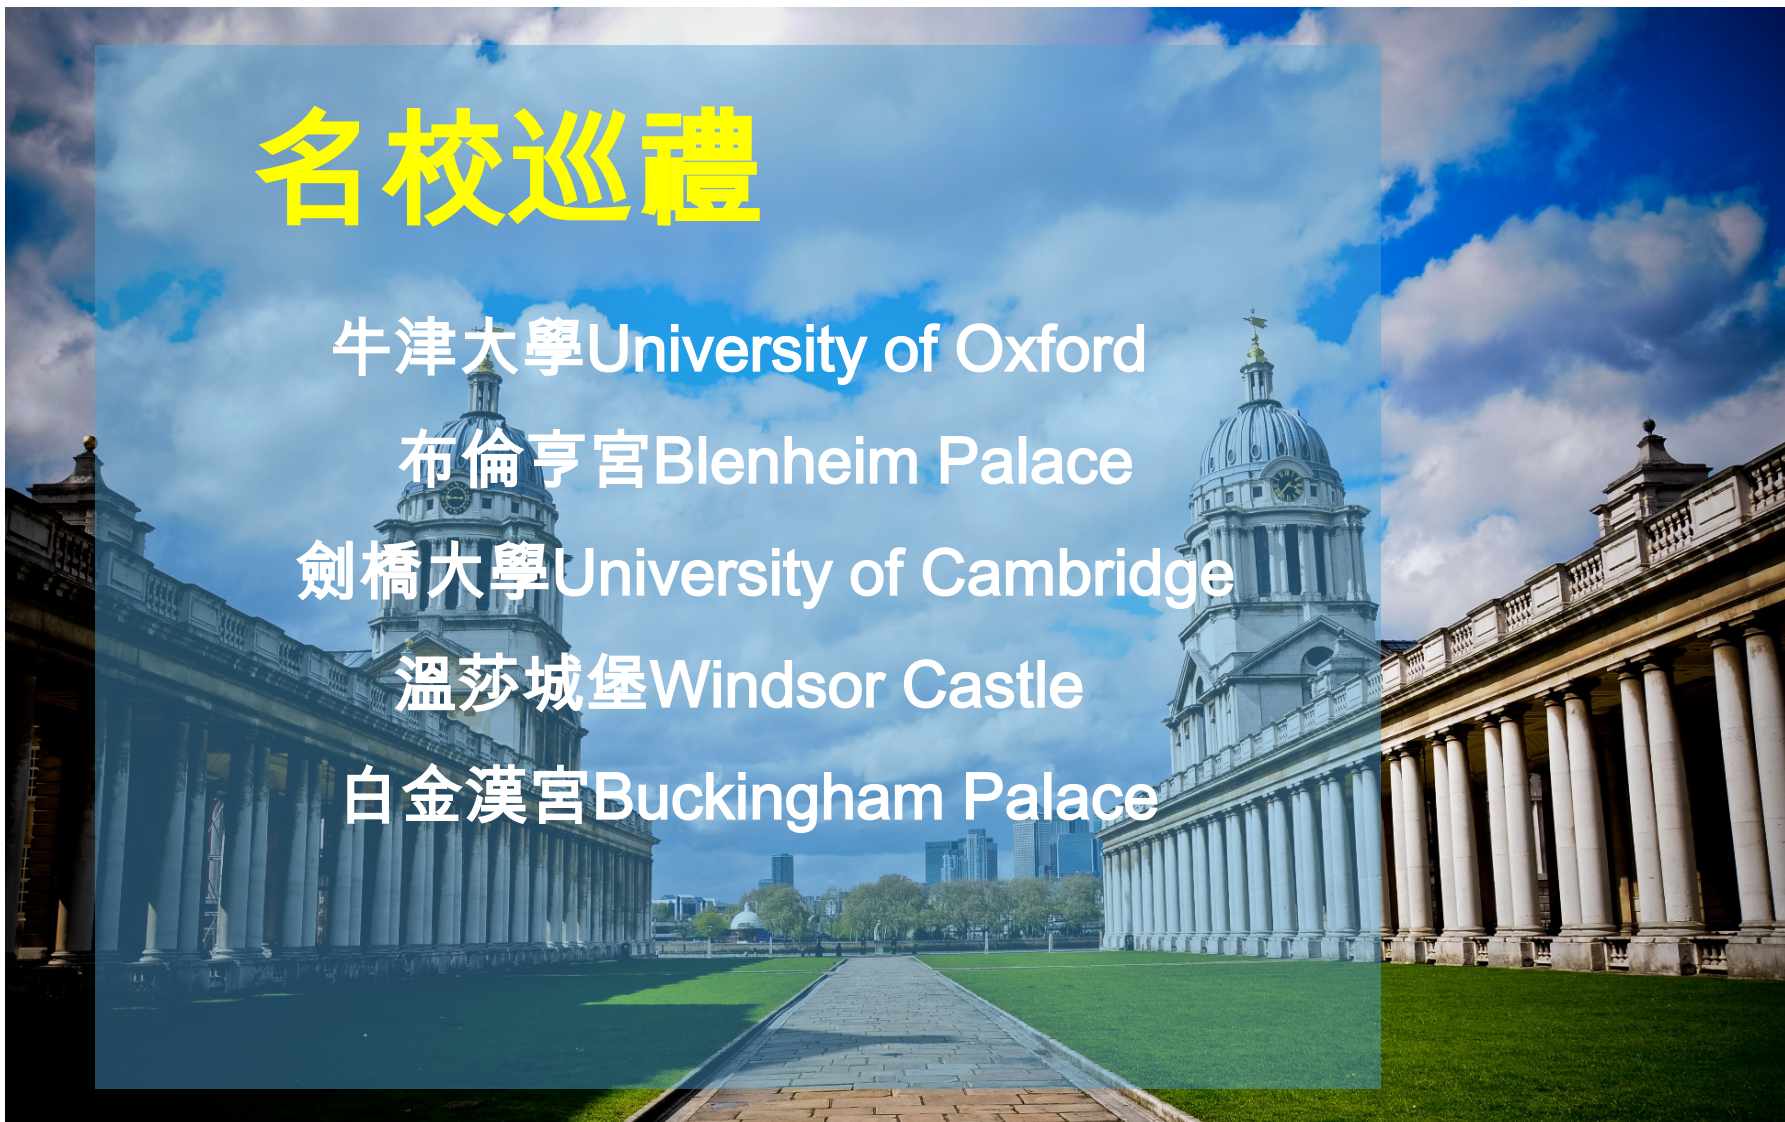 名校巡禮
牛津大學University of Oxford
布倫亨宮Blenheim Palace
劍橋大學University of Cambridge
溫莎城堡Windsor Castle
白金漢宮Buckingham Palace